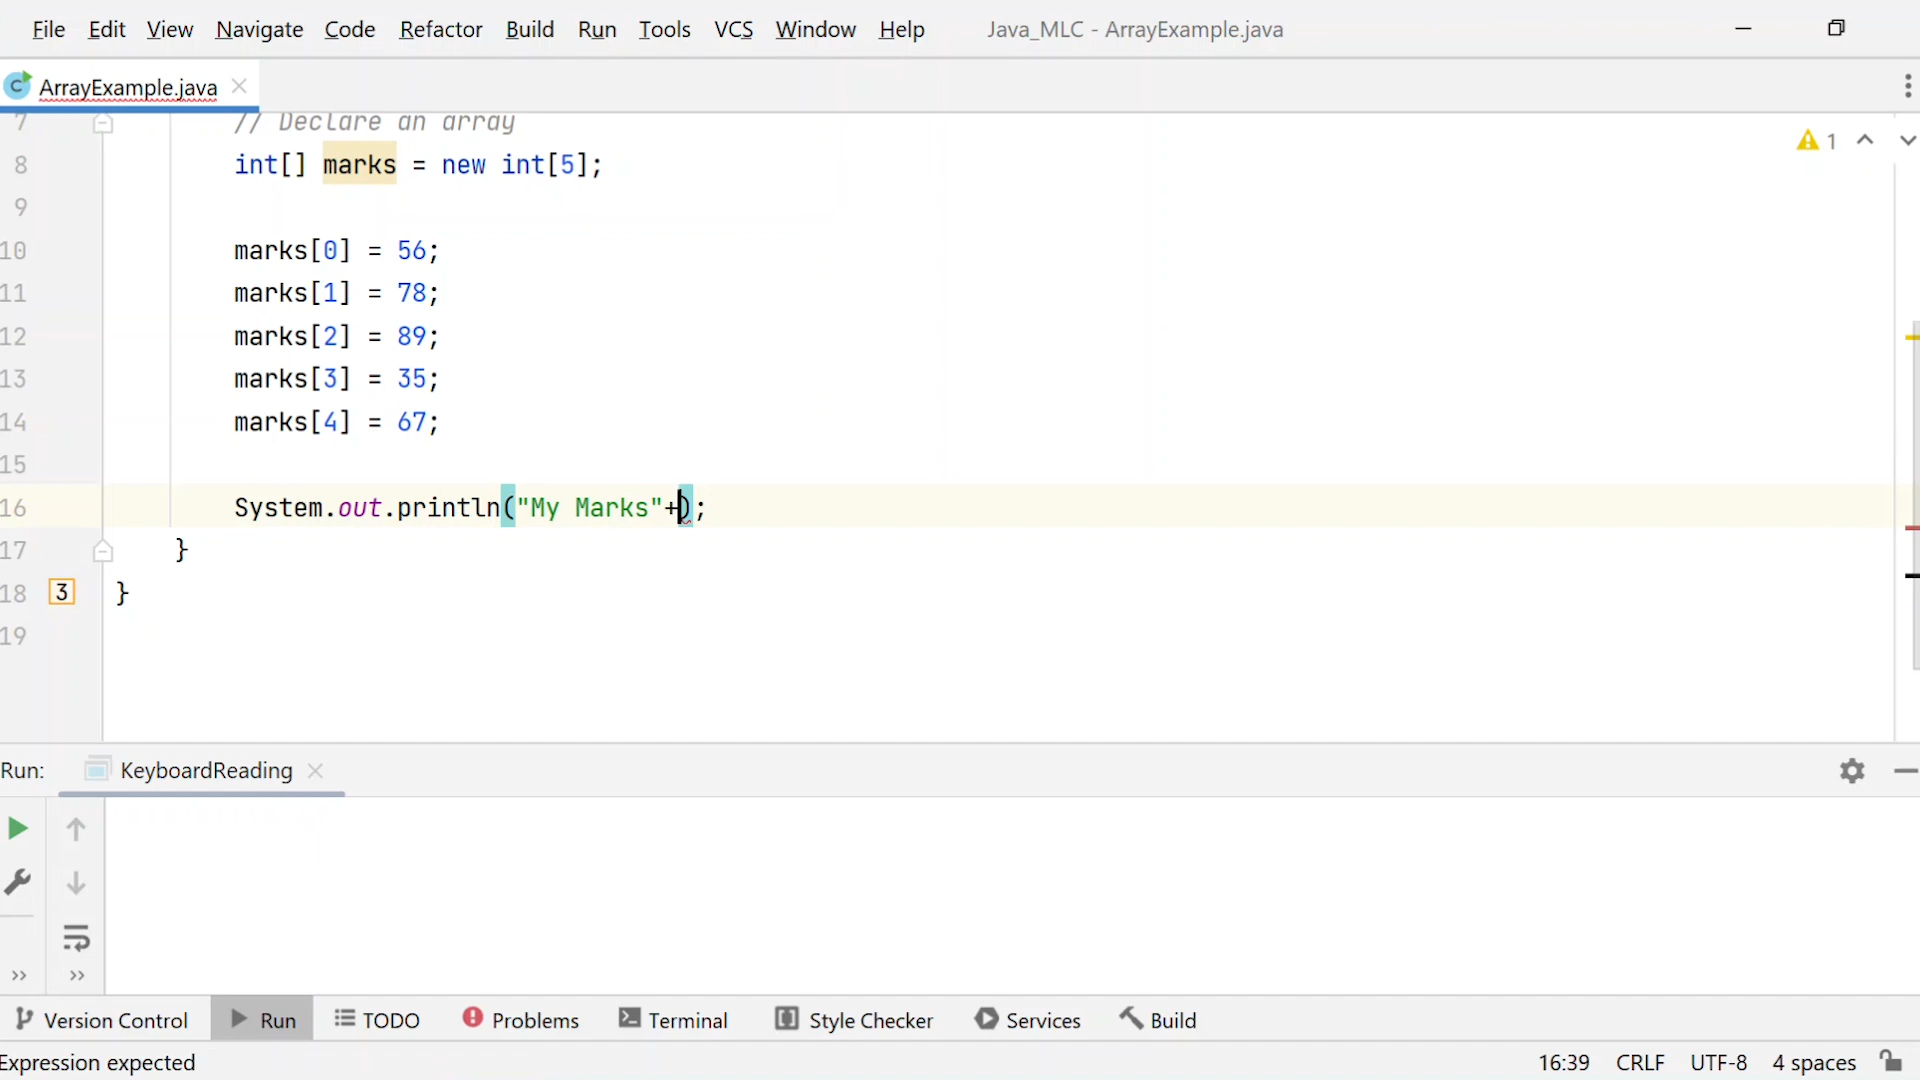 File Edit View Navigate Code Refactor Build Run Tools VCS Window Help Java_MLC - ArrayExample.java
C ArrayExample.java
7 // Declare an array
8 int[] marks = new int[5];
1
9
10 marks[0] = 56;
11 marks[1] = 78;
12 marks[2] = 89;
13 marks[3] = 35;
14 marks[4] = 67;
15
16 System.out.println("My Marks"+);
17 }
18 3 }
19
Run: KeyboardReading
Version Control Run TODO Problems Terminal Style Checker Services Build
Expression expected 16:39 CRLF UTF-8 4 spaces